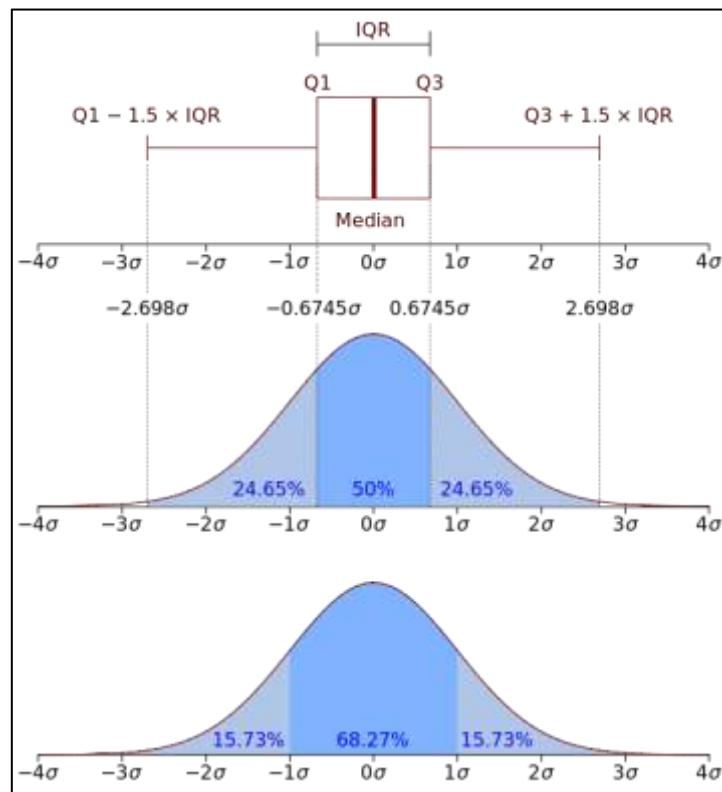 IQR
Q1 Q3
Q1 − 1.5 × IQR Q3 + 1.5 × IQR
Median
−4σ −3σ −2σ −1σ 0σ 1σ 2σ 3σ 4σ
−2.698σ −0.6745σ 0.6745σ 2.698σ
24.65% 50% 24.65%
−4σ −3σ −2σ −1σ 0σ 1σ 2σ 3σ 4σ
15.73% 68.27% 15.73%
−4σ −3σ −2σ −1σ 0σ 1σ 2σ 3σ 4σ